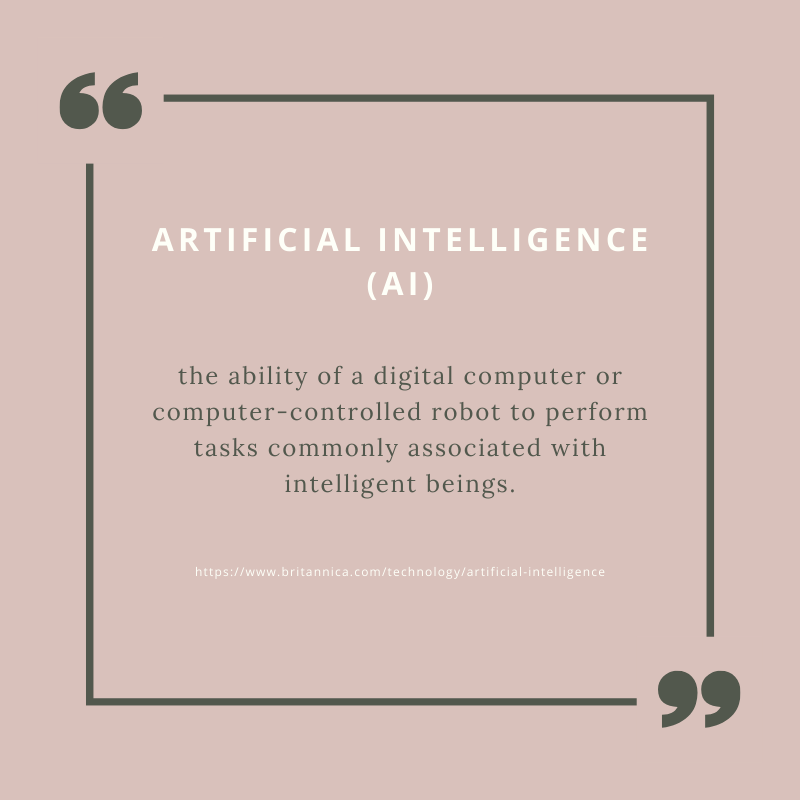 ARTIFICIAL INTELLIGENCE
(AI)
the ability of a digital computer or
computer-controlled robot to perform
tasks commonly associated with
intelligent beings.
https://www.britannica.com/technology/artificial-intelligence